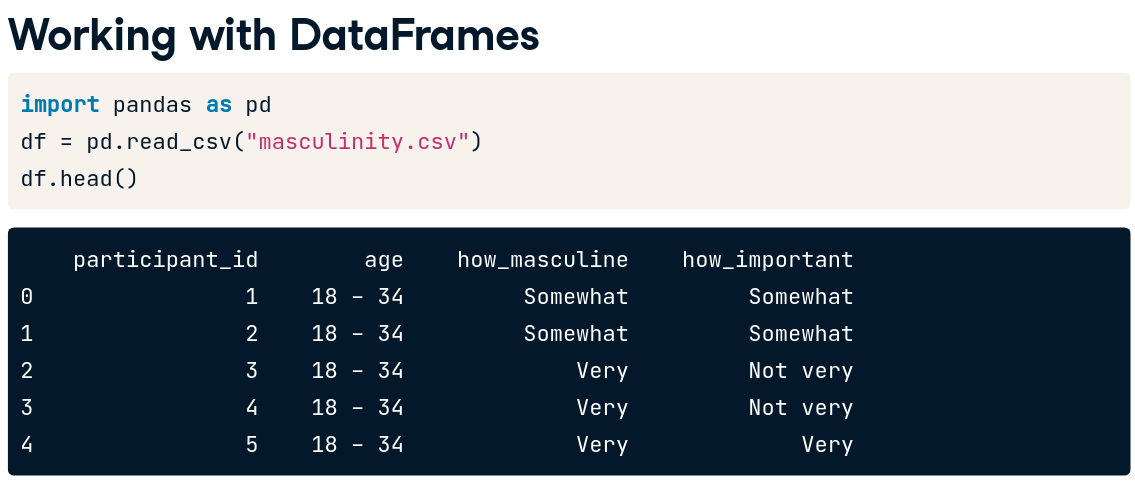 Working with DataFrames
import pandas as pd
df = pd.read_csv("masculinity.csv")
df.head()
participant_id age how_masculine how_important
0 1 18 – 34 Somewhat Somewhat
1 2 18 – 34 Somewhat Somewhat
2 3 18 – 34 Very Not very
3 4 18 – 34 Very Not very
4 5 18 – 34 Very Very